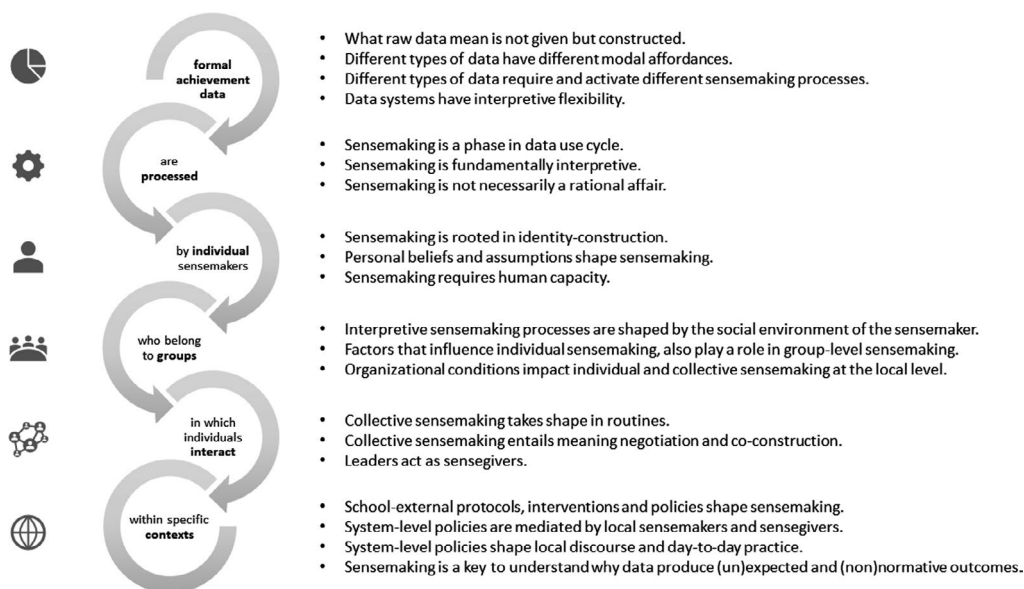 formal
achievement
data
• What raw data mean is not given but constructed.
• Different types of data have different modal affordances.
• Different types of data require and activate different sensemaking processes.
• Data systems have interpretive flexibility.
are
processed
• Sensemaking is a phase in data use cycle.
• Sensemaking is fundamentally interpretive.
• Sensemaking is not necessarily a rational affair.
by individual
sensemakers
• Sensemaking is rooted in identity-construction.
• Personal beliefs and assumptions shape sensemaking.
• Sensemaking requires human capacity.
who belong
to groups
• Interpretive sensemaking processes are shaped by the social environment of the sensemaker.
• Factors that influence individual sensemaking, also play a role in group-level sensemaking.
• Organizational conditions impact individual and collective sensemaking at the local level.
in which
individuals
interact
• Collective sensemaking takes shape in routines.
• Collective sensemaking entails meaning negotiation and co-construction.
• Leaders act as sensegivers.
within specific
contexts
• School-external protocols, interventions and policies shape sensemaking.
• System-level policies are mediated by local sensemakers and sensegivers.
• System-level policies shape local discourse and day-to-day practice.
• Sensemaking is a key to understand why data produce (un)expected and (non)normative outcomes.